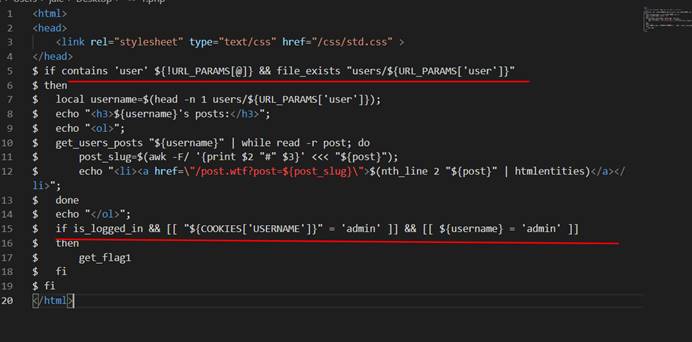 Users > jake > Desktop > f.php
1 <html>
2 <head>
3 <link rel="stylesheet" type="text/css" href="/css/std.css" >
4 </head>
5 $ if contains 'user' ${!URL_PARAMS[@]} && file_exists "users/${URL_PARAMS['user']}"
6 $ then
7 $ local username=$(head -n 1 users/${URL_PARAMS['user']});
8 $ echo "<h3>${username}'s posts:</h3>";
9 $ echo "<ol>";
10 $ get_users_posts "${username}" | while read -r post; do
11 $ post_slug=$(awk -F/ '{print $2 "#" $3}' <<< "${post}");
12 $ echo "<li><a href=\"/post.wtf?post=${post_slug}\">$(nth_line 2 "${post}" | htmlentities)</a></
li>";
13 $ done
14 $ echo "</ol>";
15 $ if is_logged_in && [[ "${COOKIES['USERNAME']}" = 'admin' ]] && [[ ${username} = 'admin' ]]
16 $ then
17 $ get_flag1
18 $ fi
19 $ fi
20 </html>